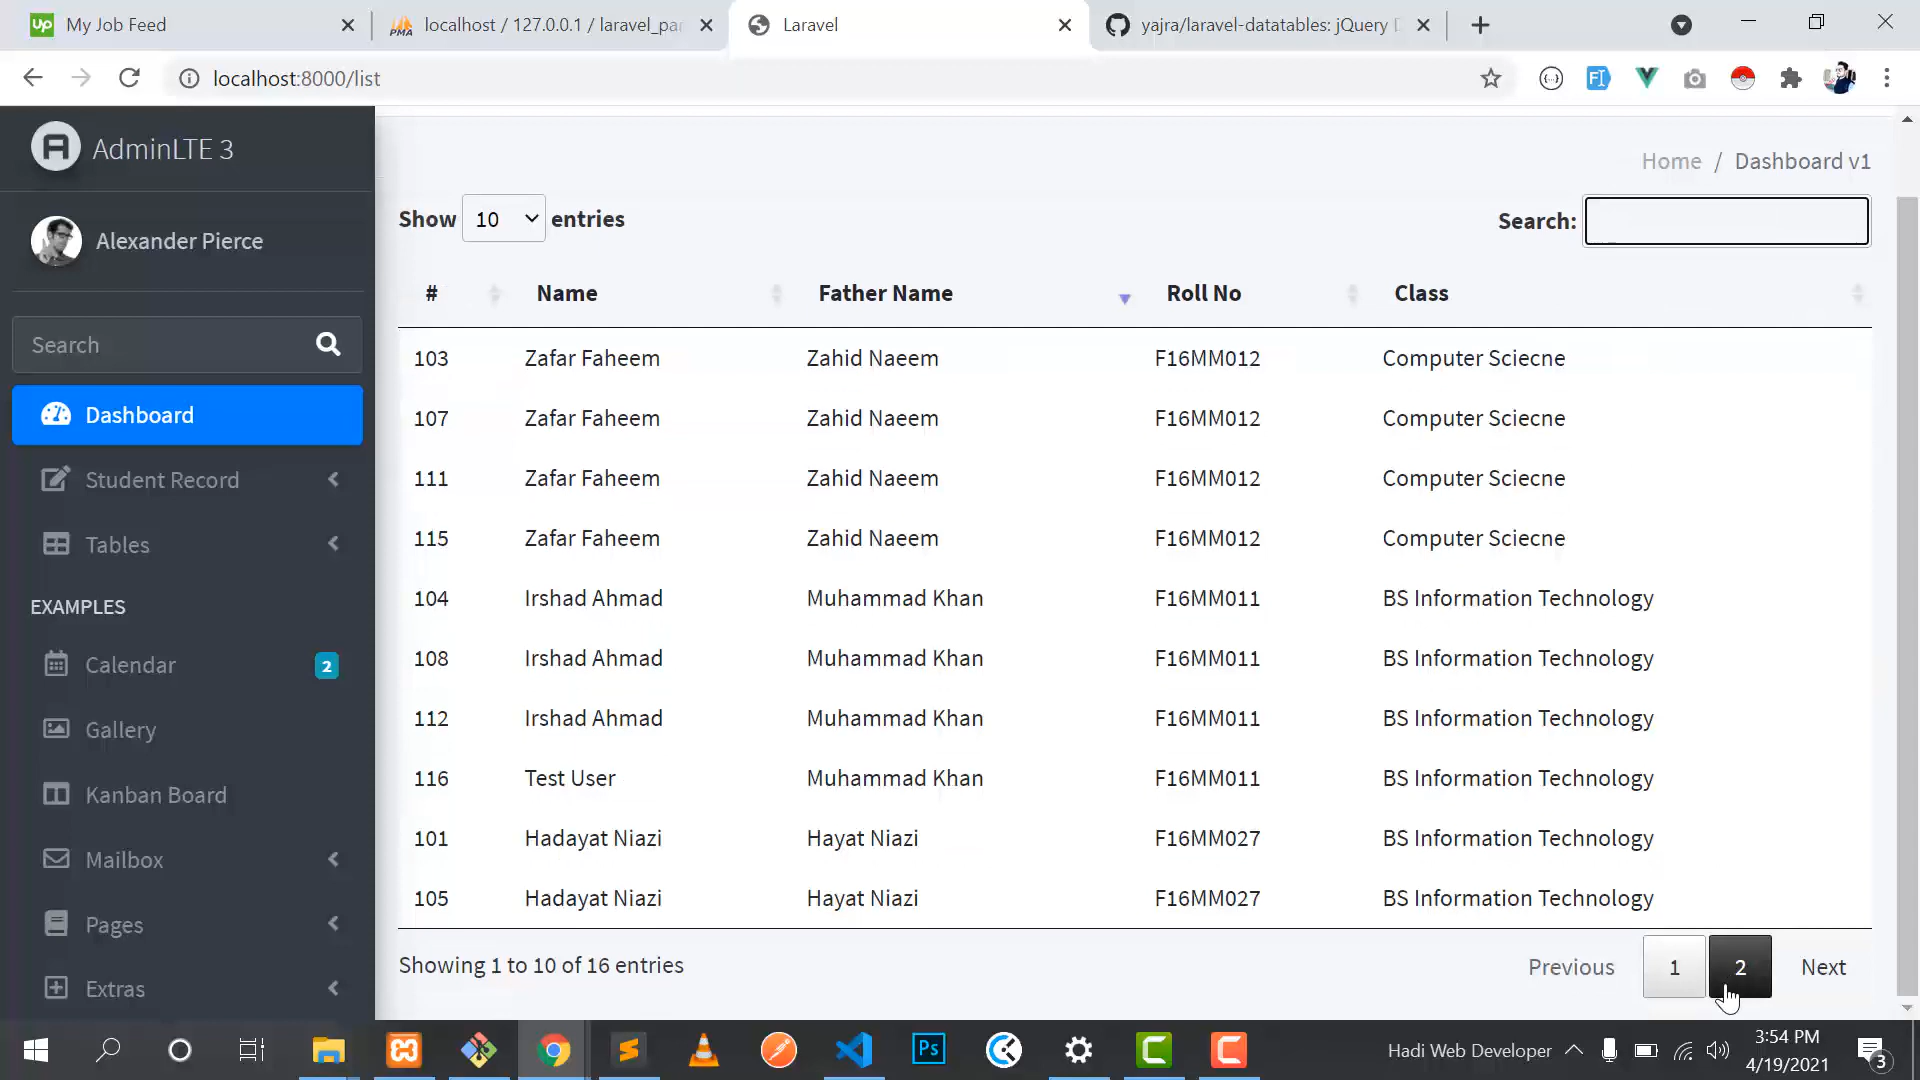 My Job Feed
localhost / 127.0.0.1 / laravel_pa
Laravel
yajra/laravel-datatables: jQuery
localhost:8000/list
AdminLTE 3
Alexander Pierce
Search
Dashboard
Student Record
Tables
EXAMPLES
Calendar 2
Gallery
Kanban Board
Mailbox
Pages
Extras
Home / Dashboard v1
Show 10 entries
Search:
# Name Father Name Roll No Class
103 Zafar Faheem Zahid Naeem F16MM012 Computer Sciecne
107 Zafar Faheem Zahid Naeem F16MM012 Computer Sciecne
111 Zafar Faheem Zahid Naeem F16MM012 Computer Sciecne
115 Zafar Faheem Zahid Naeem F16MM012 Computer Sciecne
104 Irshad Ahmad Muhammad Khan F16MM011 BS Information Technology
108 Irshad Ahmad Muhammad Khan F16MM011 BS Information Technology
112 Irshad Ahmad Muhammad Khan F16MM011 BS Information Technology
116 Test User Muhammad Khan F16MM011 BS Information Technology
101 Hadayat Niazi Hayat Niazi F16MM027 BS Information Technology
105 Hadayat Niazi Hayat Niazi F16MM027 BS Information Technology
Showing 1 to 10 of 16 entries
Previous 1 2 Next
Hadi Web Developer
3:54 PM
4/19/2021
3
up
PMA
Ps